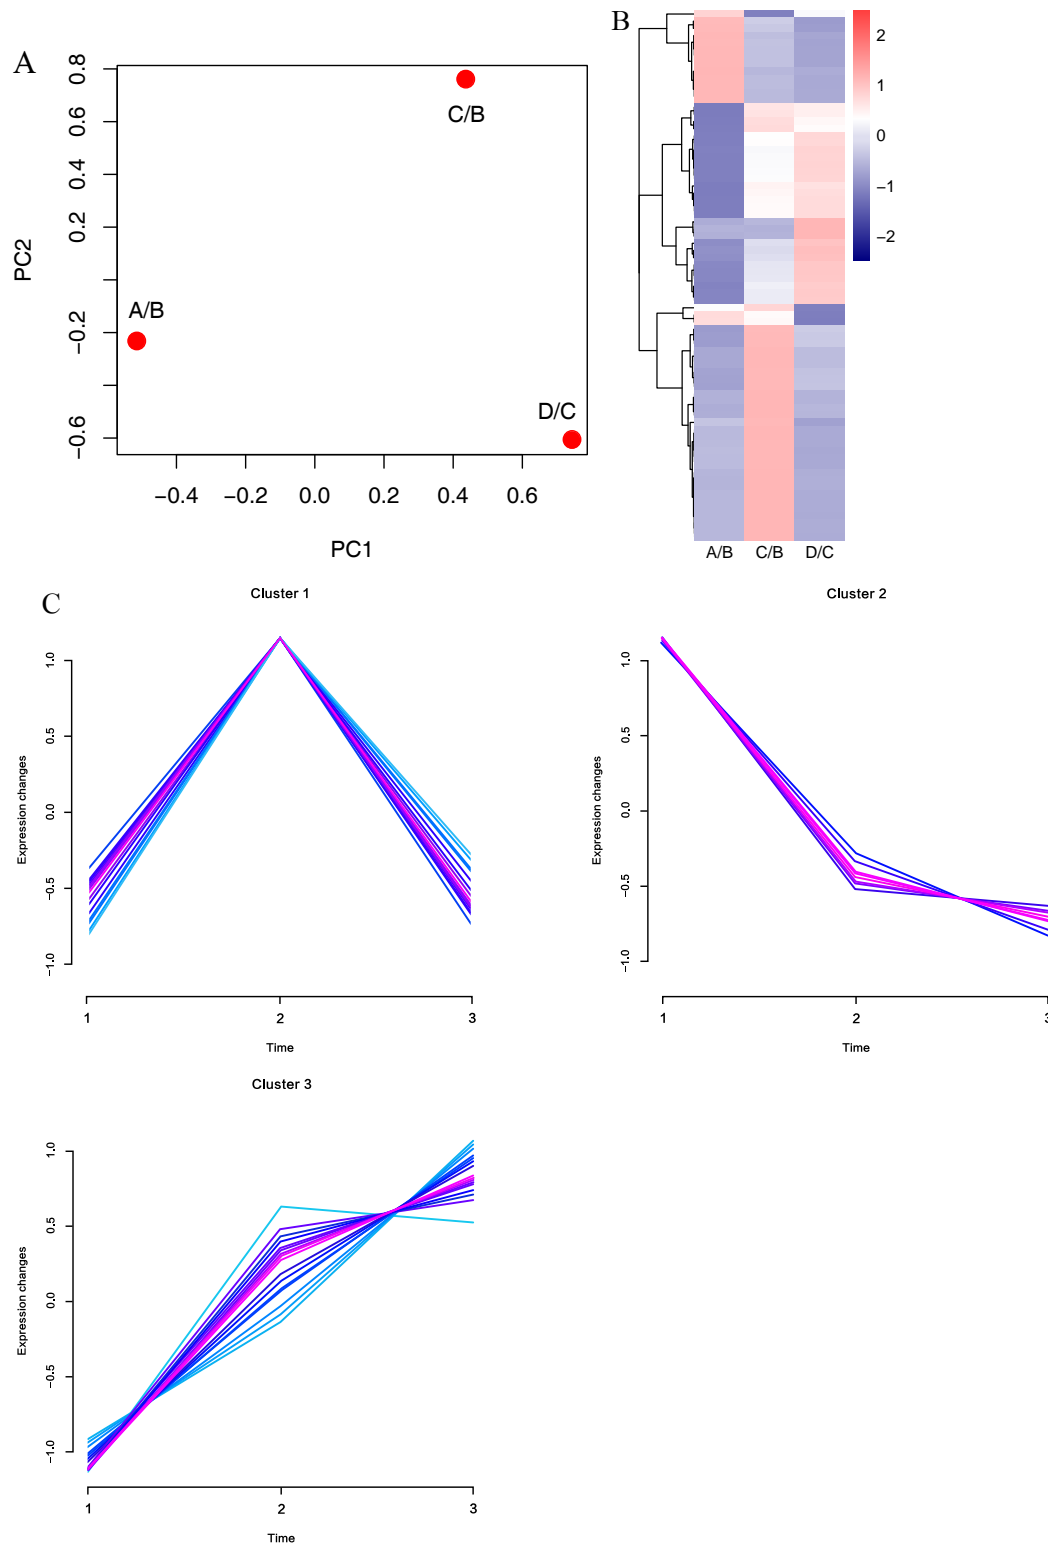 A
0.8
0.6
0.4
0.2
−0.2
−0.6
PC2
C/B
A/B
D/C
−0.4
−0.2
0.0
0.2
0.4
0.6
PC1
B
2
1
0
−1
−2
A/B
C/B
D/C
C
Cluster 1
1.0
0.5
0.0
−0.5
−1.0
Expression changes
1
2
3
Time
Cluster 2
1.0
0.5
0.0
−0.5
−1.0
Expression changes
1
2
3
Time
Cluster 3
1.0
0.5
0.0
−0.5
−1.0
Expression changes
1
2
3
Time